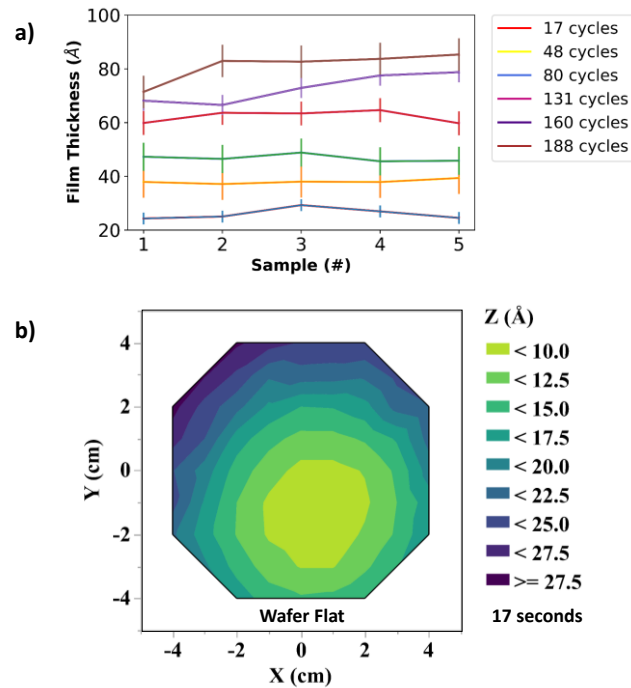 a)
Film Thickness (Å)
100
80
60
40
20
1 2 3 4 5
Sample (#)
17 cycles
48 cycles
80 cycles
131 cycles
160 cycles
188 cycles
b)
Y (cm)
4
2
0
-2
-4
Wafer Flat
-4 -2 0 2 4
X (cm)
Z (Å)
< 10.0
< 12.5
< 15.0
< 17.5
< 20.0
< 22.5
< 25.0
< 27.5
>= 27.5
17 seconds